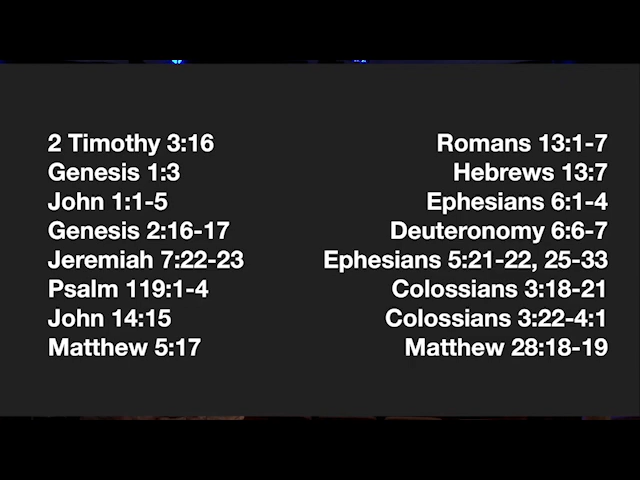 2 Timothy 3:16
Genesis 1:3
John 1:1-5
Genesis 2:16-17
Jeremiah 7:22-23
Psalm 119:1-4
John 14:15
Matthew 5:17
Romans 13:1-7
Hebrews 13:7
Ephesians 6:1-4
Deuteronomy 6:6-7
Ephesians 5:21-22, 25-33
Colossians 3:18-21
Colossians 3:22-4:1
Matthew 28:18-19